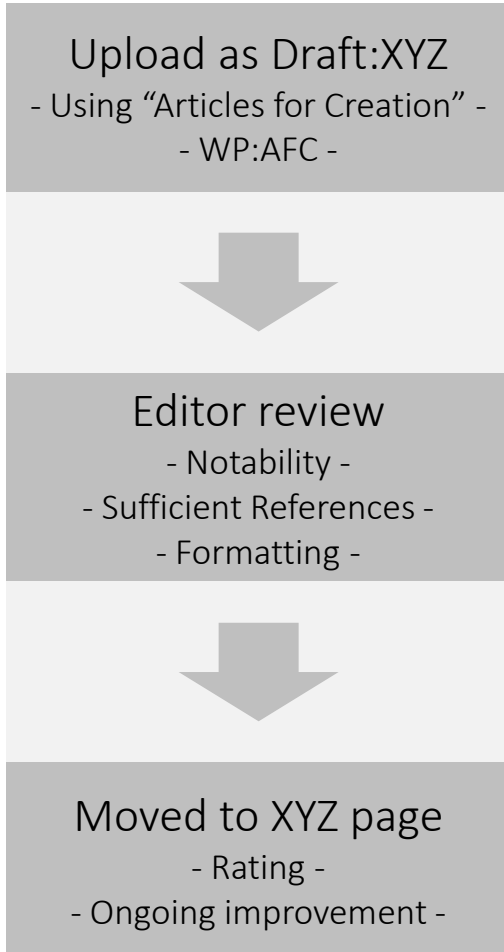 Upload as Draft:XYZ
- Using “Articles for Creation” -
- WP:AFC -
Editor review
- Notability -
- Sufficient References -
- Formatting -
Moved to XYZ page
- Rating -
- Ongoing improvement -